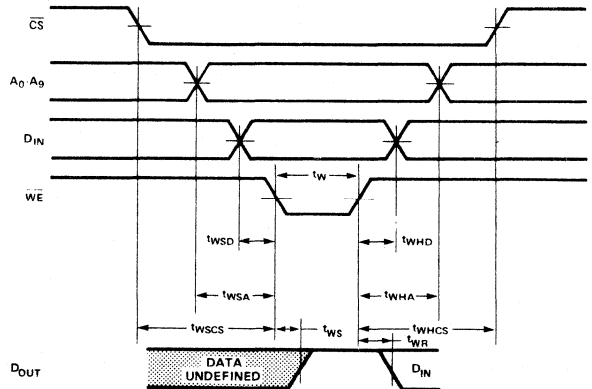 CS
A0-A9
DIN
WE
tW
tWSD
tWHD
tWSA
tWHA
tWSCS
tWS
tWHCS
tWR
DOUT
DATA
UNDEFINED
DIN